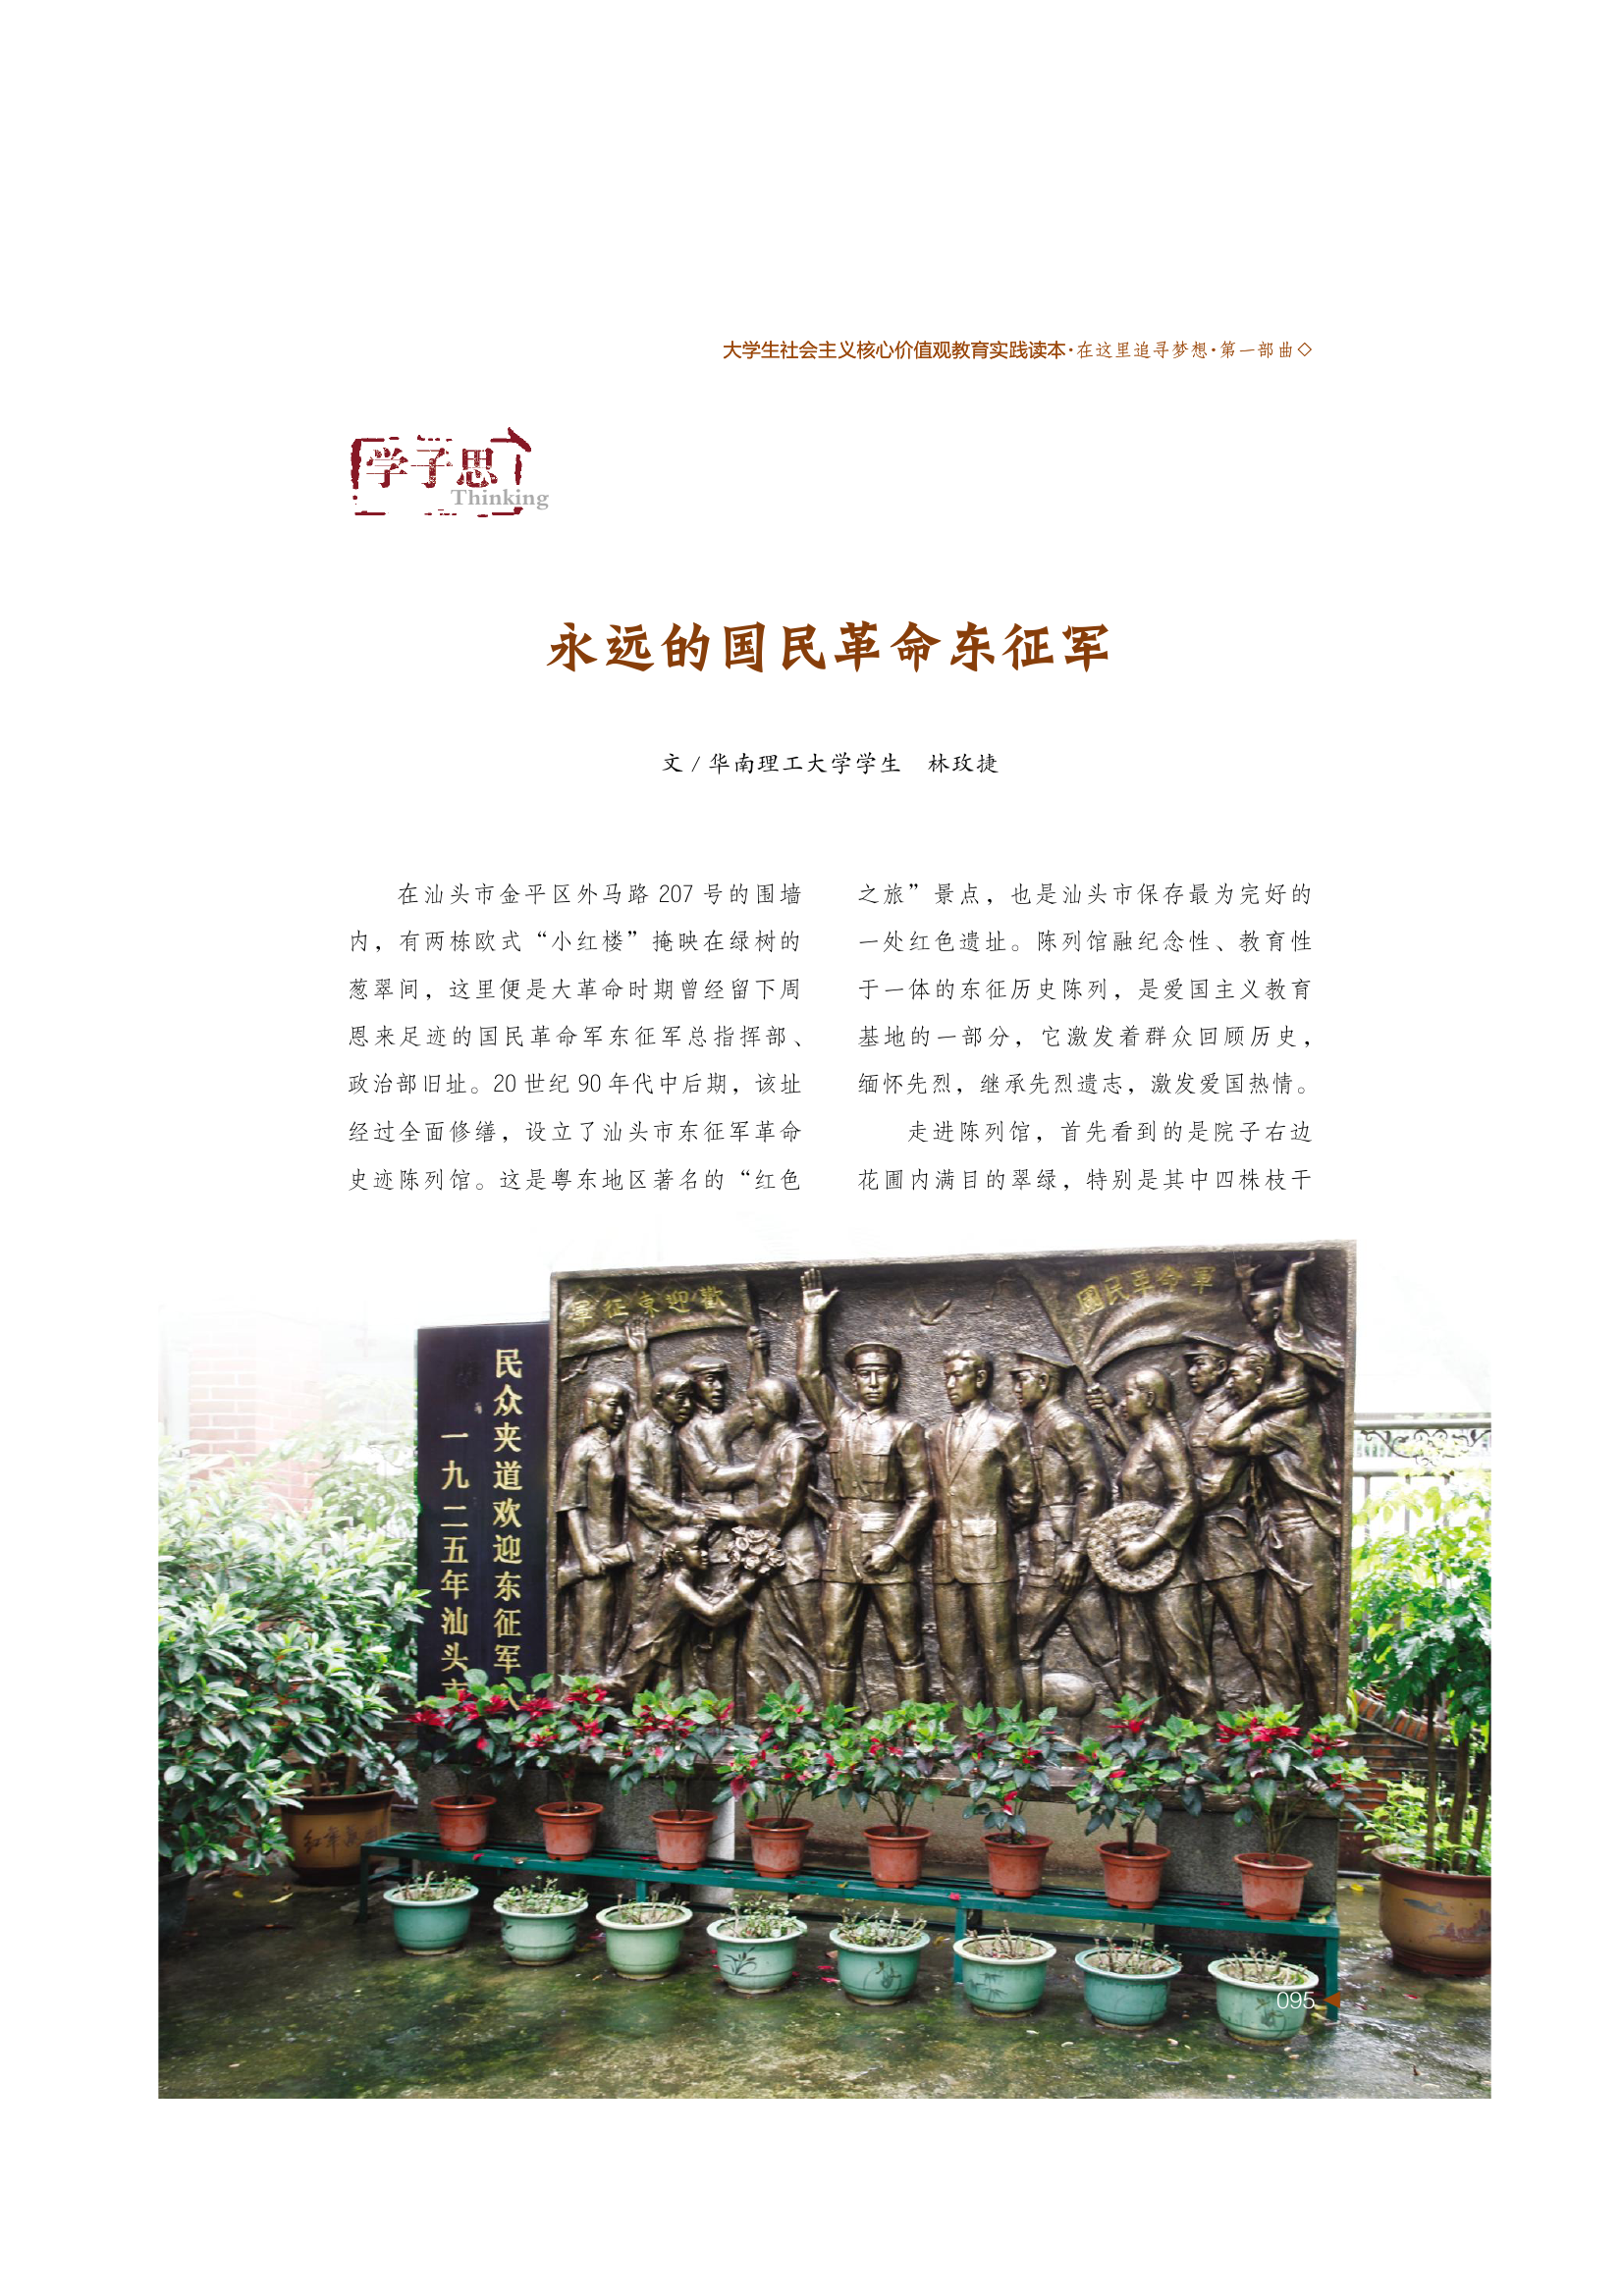 大学生社会主义核心价值观教育实践读本·在这里追寻梦想·第一部曲◇
学子思
Thinking
永远的国民革命东征军
文 / 华南理工大学学生　林玫捷
在汕头市金平区外马路 207 号的围墙
内，有两栋欧式“小红楼”掩映在绿树的
葱翠间，这里便是大革命时期曾经留下周
恩来足迹的国民革命军东征军总指挥部、
政治部旧址。20 世纪 90 年代中后期，该址
经过全面修缮，设立了汕头市东征军革命
史迹陈列馆。这是粤东地区著名的“红色
之旅”景点，也是汕头市保存最为完好的
一处红色遗址。陈列馆融纪念性、教育性
于一体的东征历史陈列，是爱国主义教育
基地的一部分，它激发着群众回顾历史，
缅怀先烈，继承先烈遗志，激发爱国热情。
走进陈列馆，首先看到的是院子右边
花圃内满目的翠绿，特别是其中四株枝干
軍征東迎歡
國民革命軍
民众夹道欢迎东征军
一九二五年汕头市
095